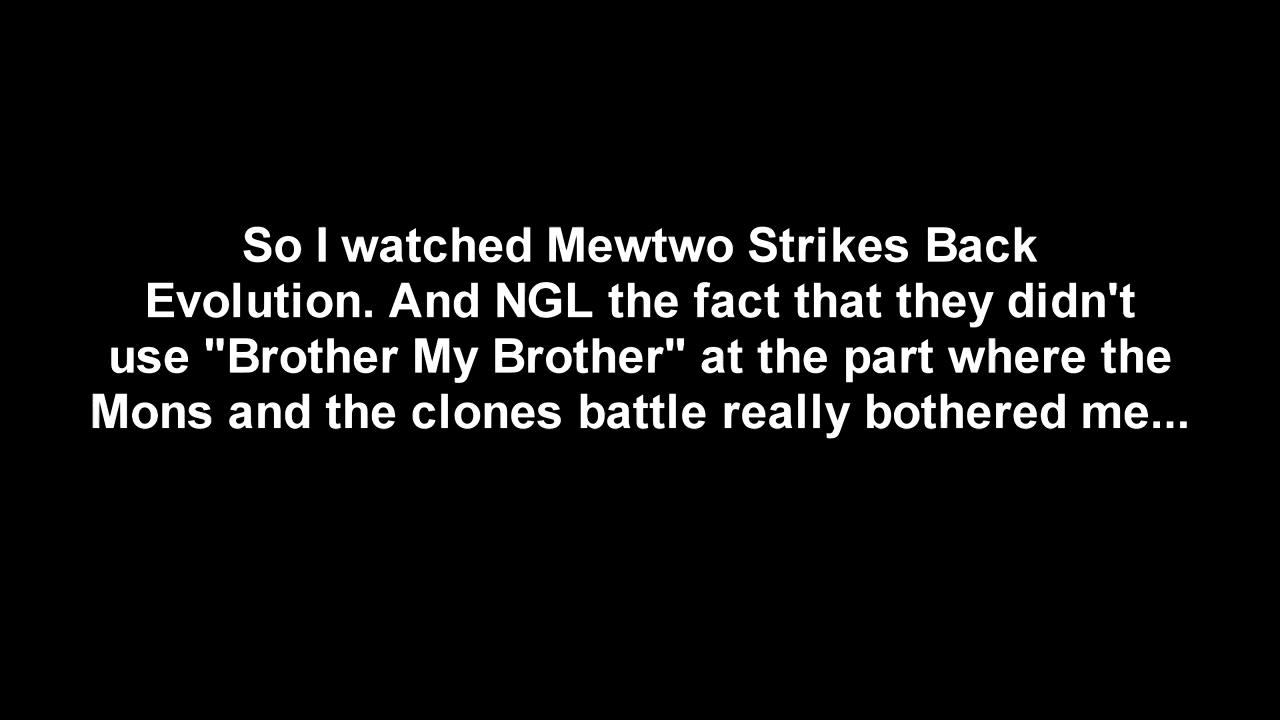 So I watched Mewtwo Strikes Back
Evolution. And NGL the fact that they didn't
use "Brother My Brother" at the part where the
Mons and the clones battle really bothered me...